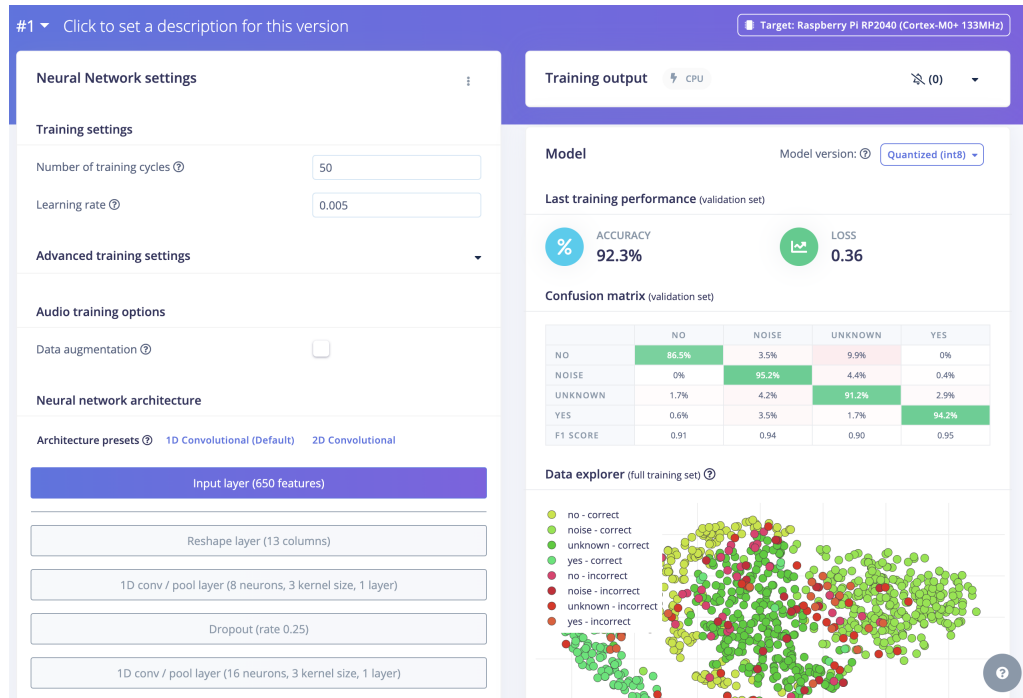 #1 Click to set a description for this version
Target: Raspberry Pi RP2040 (Cortex-M0+ 133MHz)
Neural Network settings
Training settings
Number of training cycles ?
50
Learning rate ?
0.005
Advanced training settings
Audio training options
Data augmentation ?
Neural network architecture
Architecture presets ? 1D Convolutional (Default) 2D Convolutional
Input layer (650 features)
Reshape layer (13 columns)
1D conv / pool layer (8 neurons, 3 kernel size, 1 layer)
Dropout (rate 0.25)
1D conv / pool layer (16 neurons, 3 kernel size, 1 layer)
Training output CPU (0)
Model Model version: ? Quantized (int8)
Last training performance (validation set)
% ACCURACY
92.3%
LOSS
0.36
Confusion matrix (validation set)
NO NOISE UNKNOWN YES
NO 86.5% 3.5% 9.9% 0%
NOISE 0% 95.2% 4.4% 0.4%
UNKNOWN 1.7% 4.2% 91.2% 2.9%
YES 0.6% 3.5% 1.7% 94.2%
F1 SCORE 0.91 0.94 0.90 0.95
Data explorer (full training set) ?
no - correct
noise - correct
unknown - correct
yes - correct
no - incorrect
noise - incorrect
unknown - incorrect
yes - incorrect
?